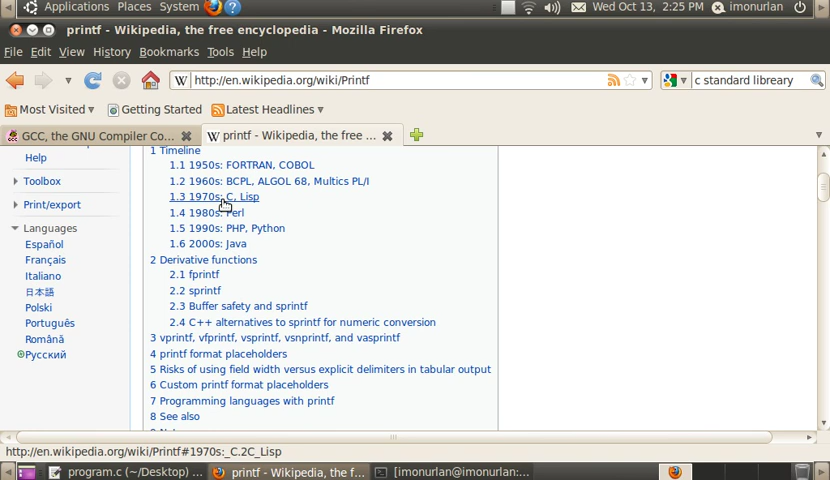 Applications Places System Wed Oct 13, 2:25 PM imonurlan
printf - Wikipedia, the free encyclopedia - Mozilla Firefox
File Edit View History Bookmarks Tools Help
W http://en.wikipedia.org/wiki/Printf c standard library
Most Visited Getting Started Latest Headlines
GCC, the GNU Compiler Co... W printf - Wikipedia, the free ...
Help
Toolbox
Print/export
Languages
Español
Français
Italiano
日本語
Polski
Português
Română
Русский
1 Timeline
1.1 1950s: FORTRAN, COBOL
1.2 1960s: BCPL, ALGOL 68, Multics PL/I
1.3 1970s: C, Lisp
1.4 1980s: Perl
1.5 1990s: PHP, Python
1.6 2000s: Java
2 Derivative functions
2.1 fprintf
2.2 sprintf
2.3 Buffer safety and sprintf
2.4 C++ alternatives to sprintf for numeric conversion
3 vprintf, vfprintf, vsprintf, vsnprintf, and vasprintf
4 printf format placeholders
5 Risks of using field width versus explicit delimiters in tabular output
6 Custom printf format placeholders
7 Programming languages with printf
8 See also
http://en.wikipedia.org/wiki/Printf#1970s:_C.2C_Lisp
program.c (~/Desktop) ... printf - Wikipedia, the f... [imonurlan@imonurlan:...